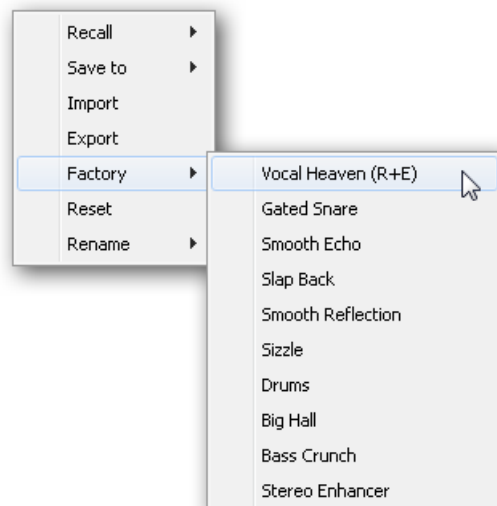 Recall
Save to
Import
Export
Factory
Reset
Rename
Vocal Heaven (R+E)
Gated Snare
Smooth Echo
Slap Back
Smooth Reflection
Sizzle
Drums
Big Hall
Bass Crunch
Stereo Enhancer